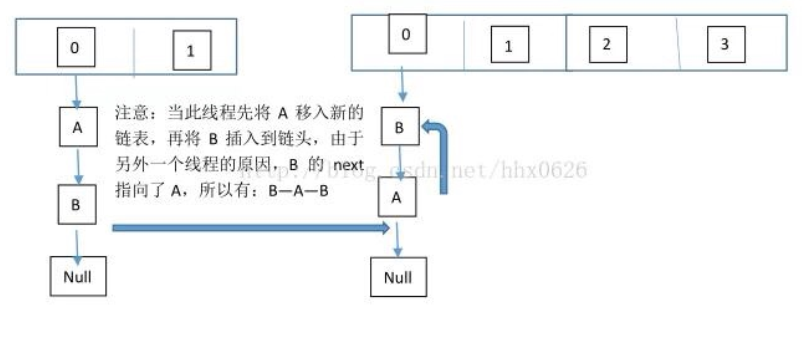 0
1
0
1
2
3
A
B
Null
注意：当此线程先将 A 移入新的
链表，再将 B 插入到链头，由于
另外一个线程的原因，B 的 next
指向了 A，所以有：B—A—B
http://blog.csdn.net/hhx0626
B
A
Null